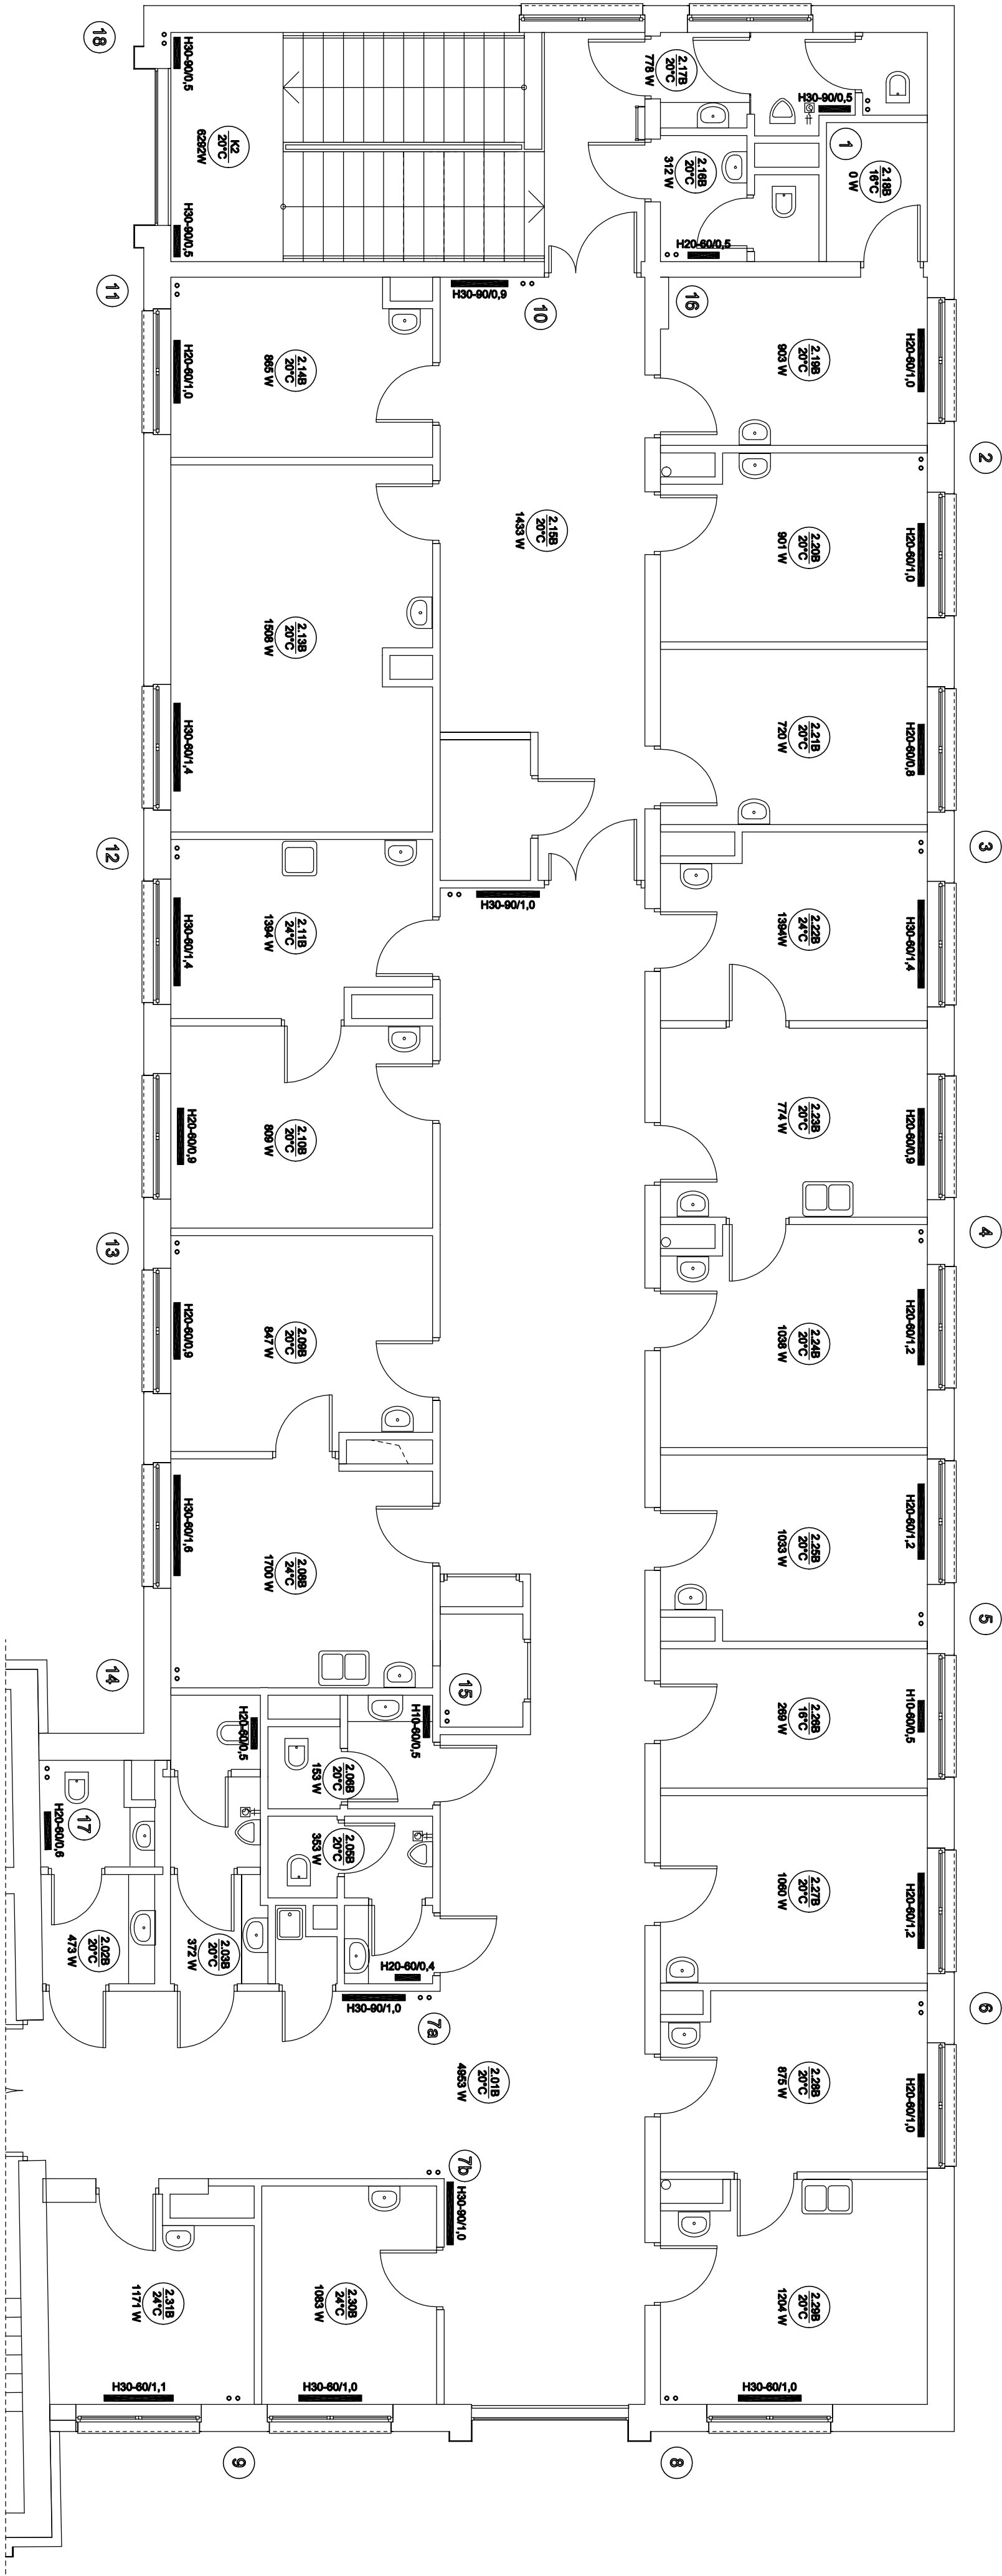 18
H30-90/0,5
K2
20°C
6292W
H30-90/0,5
2.17B
20°C
778 W
H30-90/0,5
1
2.18B
16°C
0 W
2.16B
20°C
312 W
H20-60/0,5
11
H20-60/1,0
2.14B
20°C
865 W
H30-90/0,9
10
16
2.19B
20°C
903 W
H20-60/1,0
2
2.15B
20°C
1433 W
2.20B
20°C
901 W
H20-60/1,0
2.13B
20°C
1508 W
H30-60/1,4
2.21B
20°C
720 W
H20-60/0,8
3
12
H30-60/1,4
2.11B
24°C
1394 W
H30-90/1,0
2.22B
24°C
1394W
H30-60/1,4
2.10B
20°C
809 W
H20-60/0,9
2.23B
20°C
774 W
H20-60/0,9
4
13
H20-60/0,9
2.09B
20°C
847 W
2.24B
20°C
1038 W
H20-60/1,2
H30-60/1,6
2.08B
24°C
1700 W
2.25B
20°C
1033 W
H20-60/1,2
5
14
15
H20-60/0,5
H10-60/0,5
2.06B
20°C
153 W
2.26B
16°C
269 W
H10-60/0,5
17
H20-60/0,6
2.05B
20°C
353 W
2.27B
20°C
1060 W
H20-60/1,2
2.02B
20°C
473 W
2.03B
20°C
372 W
H20-60/0,4
H30-90/1,0
7a
6
2.01B
20°C
4953 W
2.28B
20°C
875 W
H20-60/1,0
7b
H30-90/1,0
2.31B
24°C
1171 W
2.30B
24°C
1083 W
2.29B
20°C
1204 W
H30-60/1,1
H30-60/1,0
H30-60/1,0
9
8